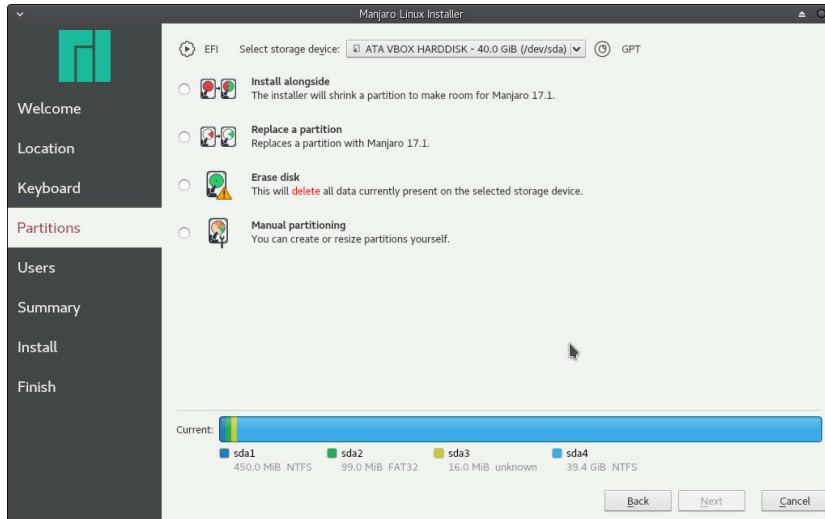 Manjaro Linux Installer
EFI Select storage device: ATA VBOX HARDDISK - 40.0 GiB (/dev/sda) GPT
Install alongside
The installer will shrink a partition to make room for Manjaro 17.1.
Replace a partition
Replaces a partition with Manjaro 17.1.
Erase disk
This will delete all data currently present on the selected storage device.
Manual partitioning
You can create or resize partitions yourself.
Welcome
Location
Keyboard
Partitions
Users
Summary
Install
Finish
Current:
sda1 sda2 sda3 sda4
450.0 MiB NTFS 99.0 MiB FAT32 16.0 MiB unknown 39.4 GiB NTFS
Back Next Cancel